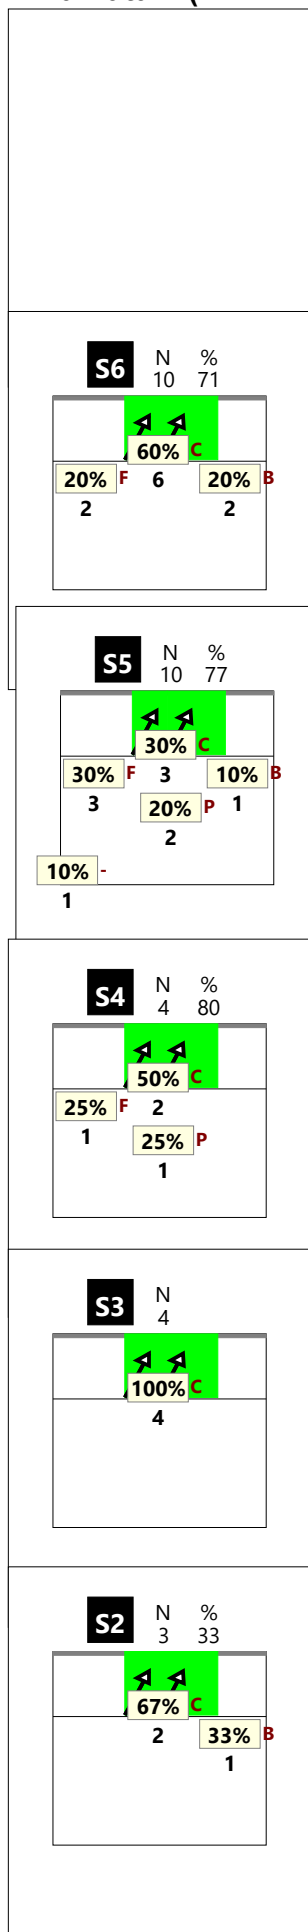 S6 N %
10 71
60% C
20% F 6 20% B
2 2
S5 N %
10 77
30% C
30% F 3 10% B
3 20% P 1
2
10% -
1
S4 N %
4 80
50% C
25% F 2
1 25% P
1
S3 N
4
100% C
4
S2 N %
3 33
67% C
2 33% B
1